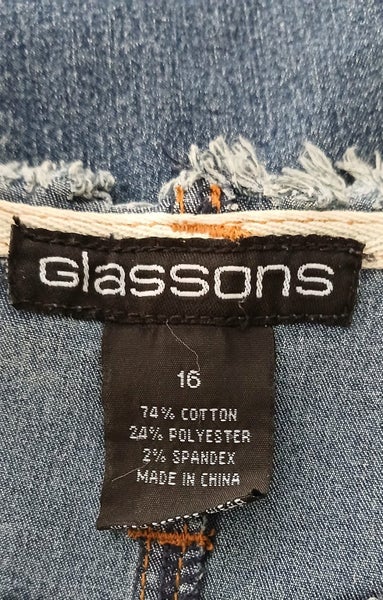 Glassons
16
74% COTTON
24% POLYESTER
2% SPANDEX
MADE IN CHINA